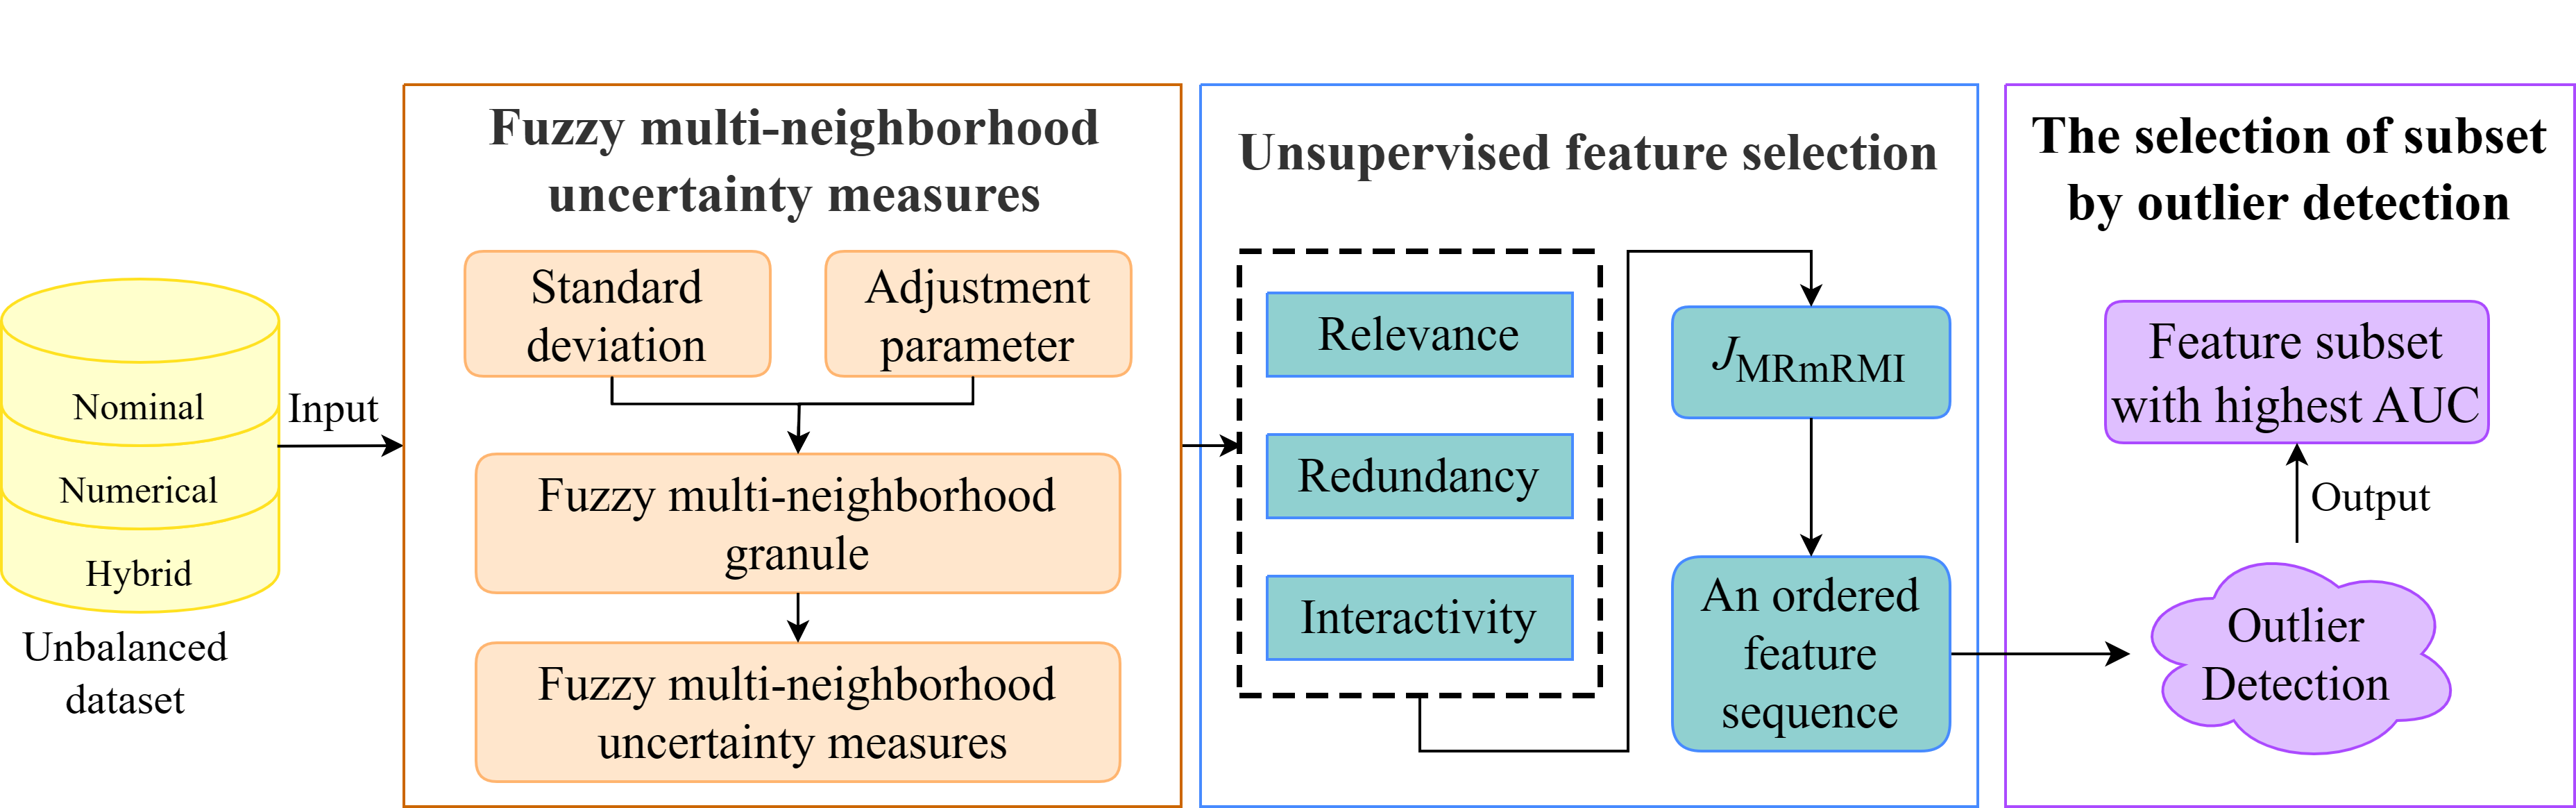 Nominal
Numerical
Hybrid
Unbalanced
dataset
Input
Fuzzy multi-neighborhood
uncertainty measures
Standard
deviation
Adjustment
parameter
Fuzzy multi-neighborhood
granule
Fuzzy multi-neighborhood
uncertainty measures
Unsupervised feature selection
Relevance
Redundancy
Interactivity
J MRmRMI
An ordered
feature
sequence
The selection of subset
by outlier detection
Feature subset
with highest AUC
Output
Outlier
Detection